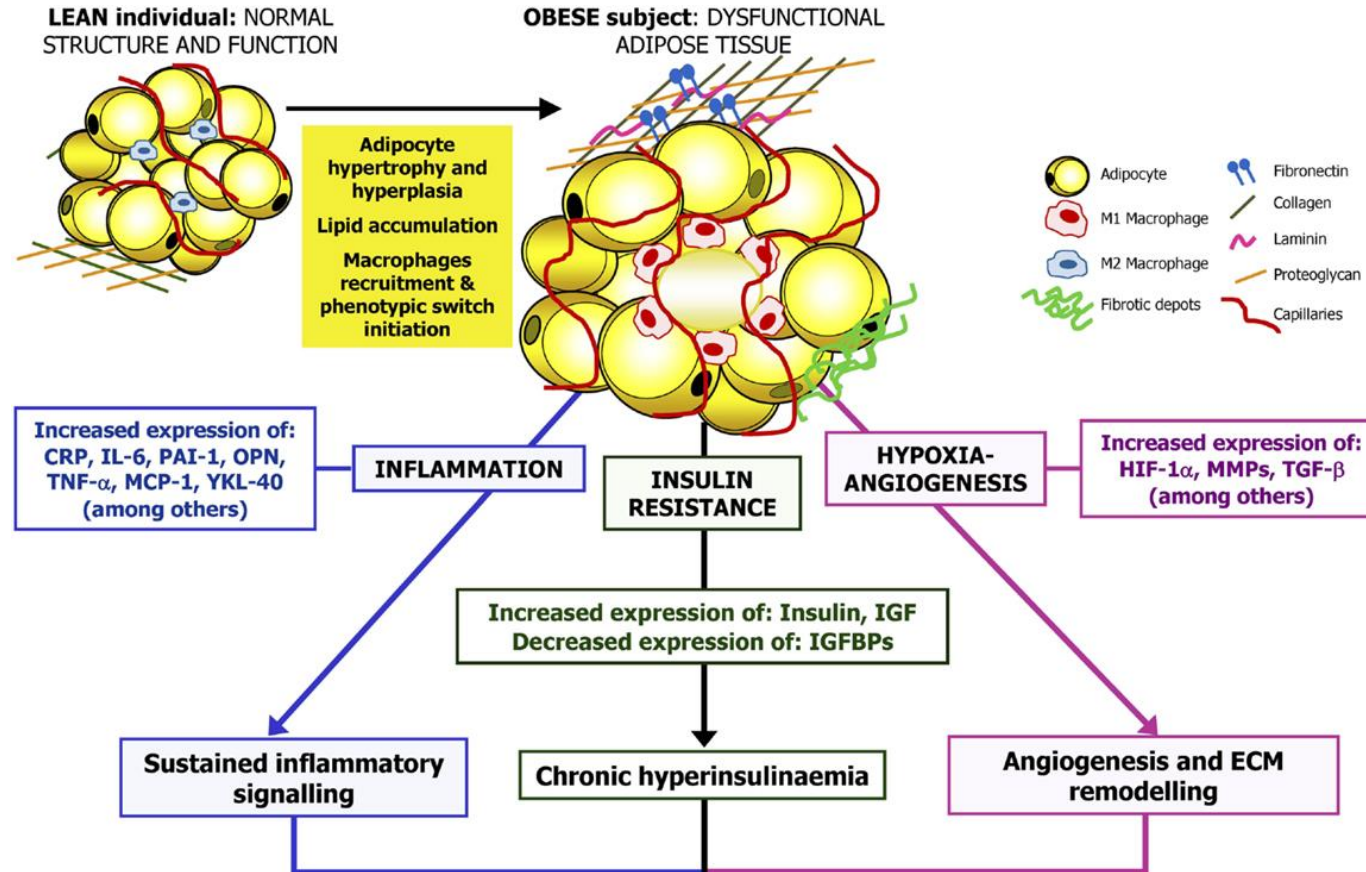 LEAN individual: NORMAL
STRUCTURE AND FUNCTION
OBESE subject: DYSFUNCTIONAL
ADIPOSE TISSUE
Adipocyte
hypertrophy and
hyperplasia
Lipid accumulation
Macrophages
recruitment &
phenotypic switch
initiation
Adipocyte
M1 Macrophage
M2 Macrophage
Fibrotic depots
Fibronectin
Collagen
Laminin
Proteoglycan
Capillaries
Increased expression of:
CRP, IL-6, PAI-1, OPN,
TNF-α, MCP-1, YKL-40
(among others)
INFLAMMATION
INSULIN
RESISTANCE
HYPOXIA-
ANGIOGENESIS
Increased expression of:
HIF-1α, MMPs, TGF-β
(among others)
Increased expression of: Insulin, IGF
Decreased expression of: IGFBPs
Sustained inflammatory
signalling
Chronic hyperinsulinaemia
Angiogenesis and ECM
remodelling